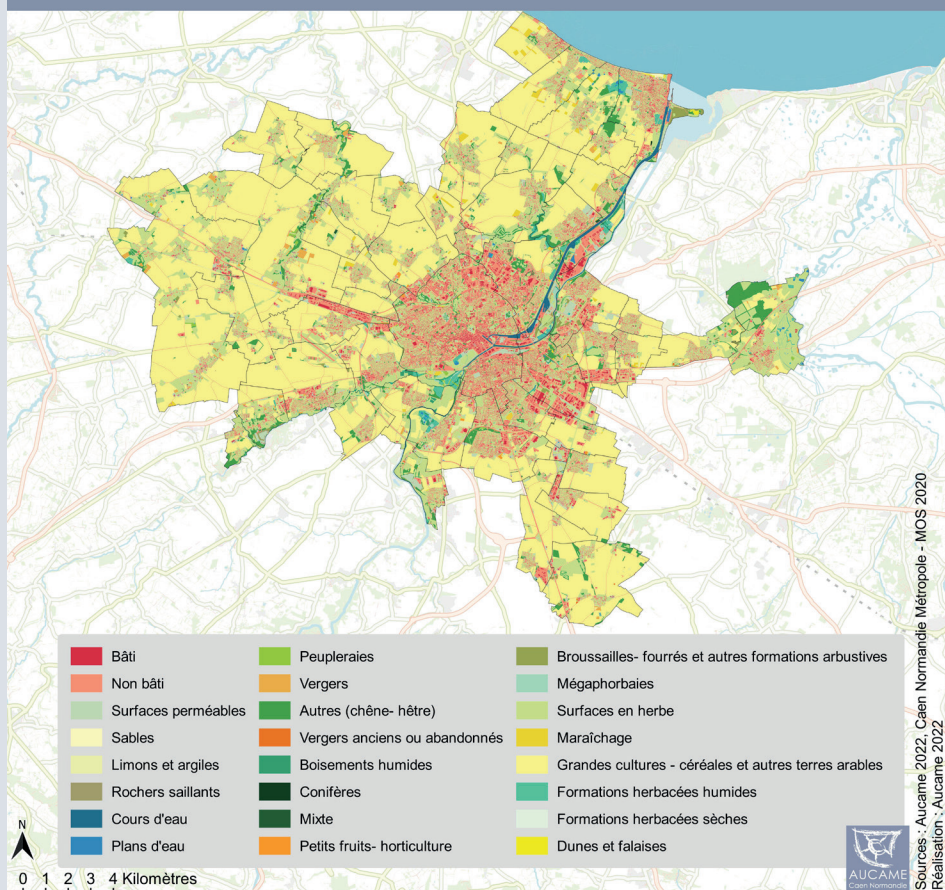 Bâti
Non bâti
Surfaces perméables
Sables
Limons et argiles
Rochers saillants
Cours d'eau
Plans d'eau
Peupleraies
Vergers
Autres (chêne- hêtre)
Vergers anciens ou abandonnés
Boisements humides
Conifères
Mixte
Petits fruits- horticulture
Broussailles- fourrés et autres formations arbustives
Mégaphorbaies
Surfaces en herbe
Maraîchage
Grandes cultures - céréales et autres terres arables
Formations herbacées humides
Formations herbacées sèches
Dunes et falaises
N
0 1 2 3 4 Kilomètres
AUCAME
Caen Normandie
Sources : Aucame 2022, Caen Normandie Métropole - MOS 2020
Réalisation : Aucame 2022